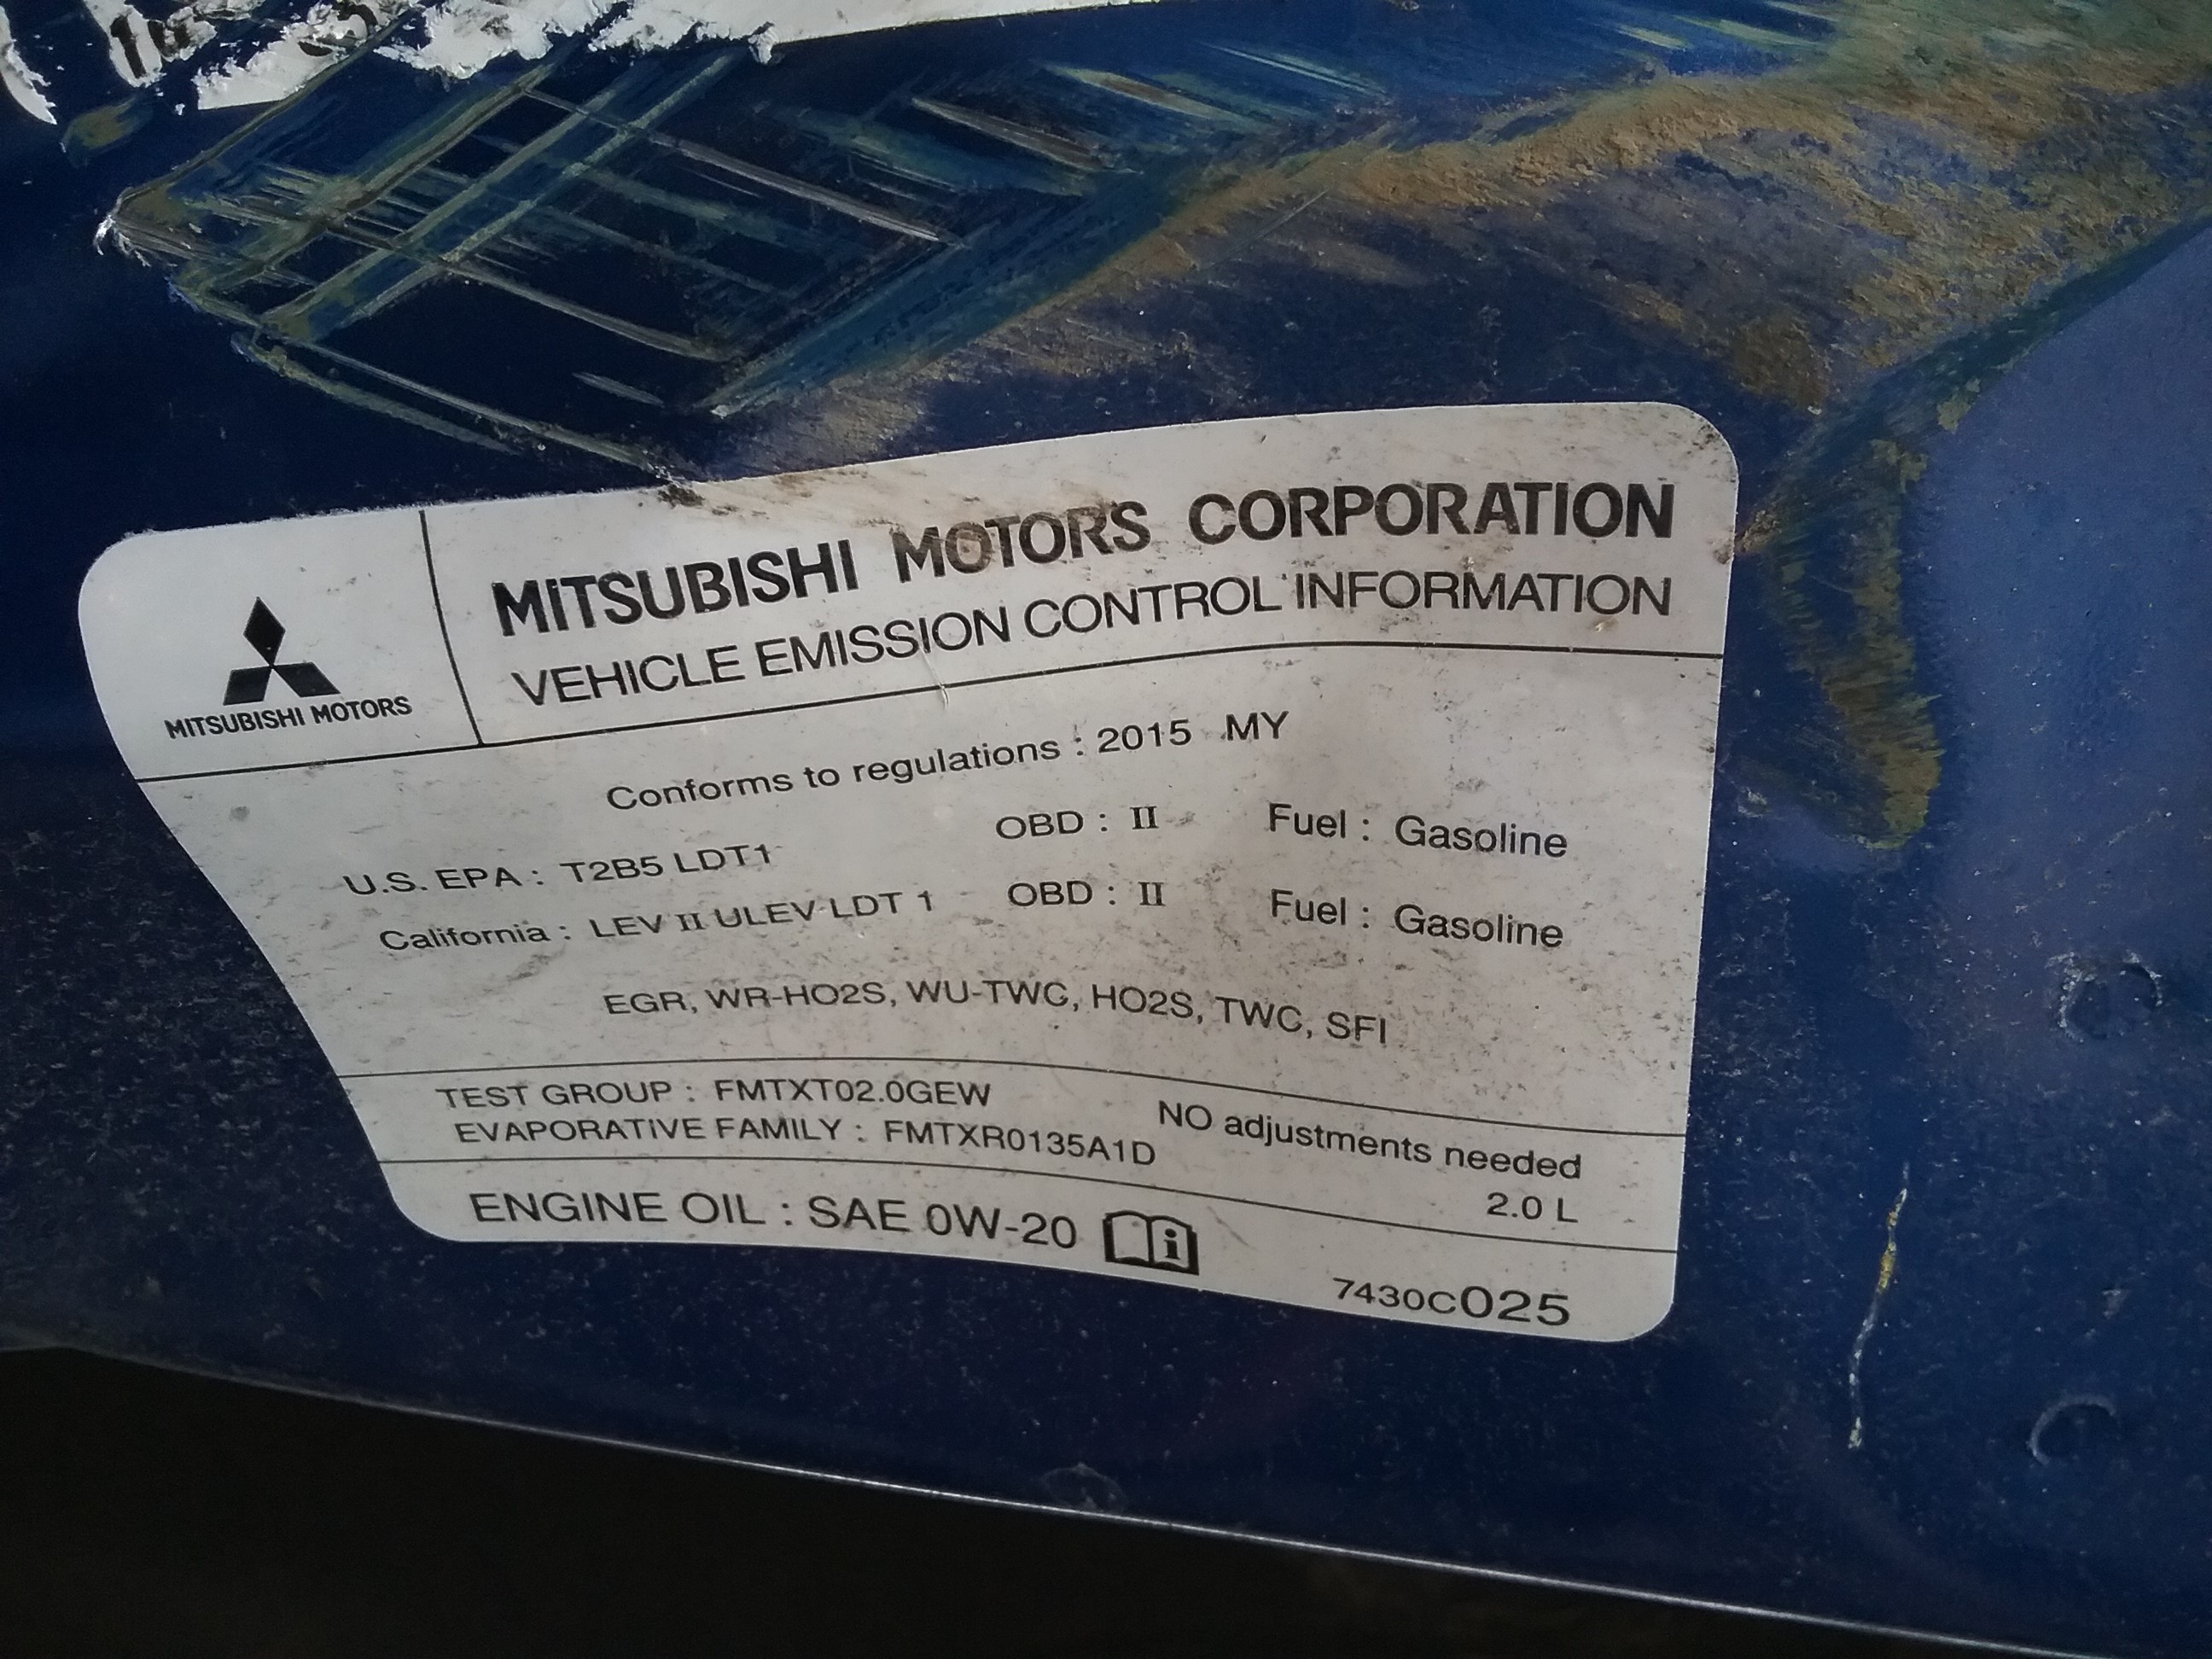 MITSUBISHI MOTORS
MITSUBISHI MOTORS CORPORATION
VEHICLE EMISSION CONTROL INFORMATION
Conforms to regulations : 2015 MY
U.S. EPA : T2B5 LDT1 OBD : II Fuel : Gasoline
California : LEV II ULEV LDT 1 OBD : II Fuel : Gasoline
EGR, WR-HO2S, WU-TWC, HO2S, TWC, SFI
TEST GROUP : FMTXT02.0GEW
EVAPORATIVE FAMILY : FMTXR0135A1D
NO adjustments needed
2.0 L
ENGINE OIL : SAE 0W-20
7430C025